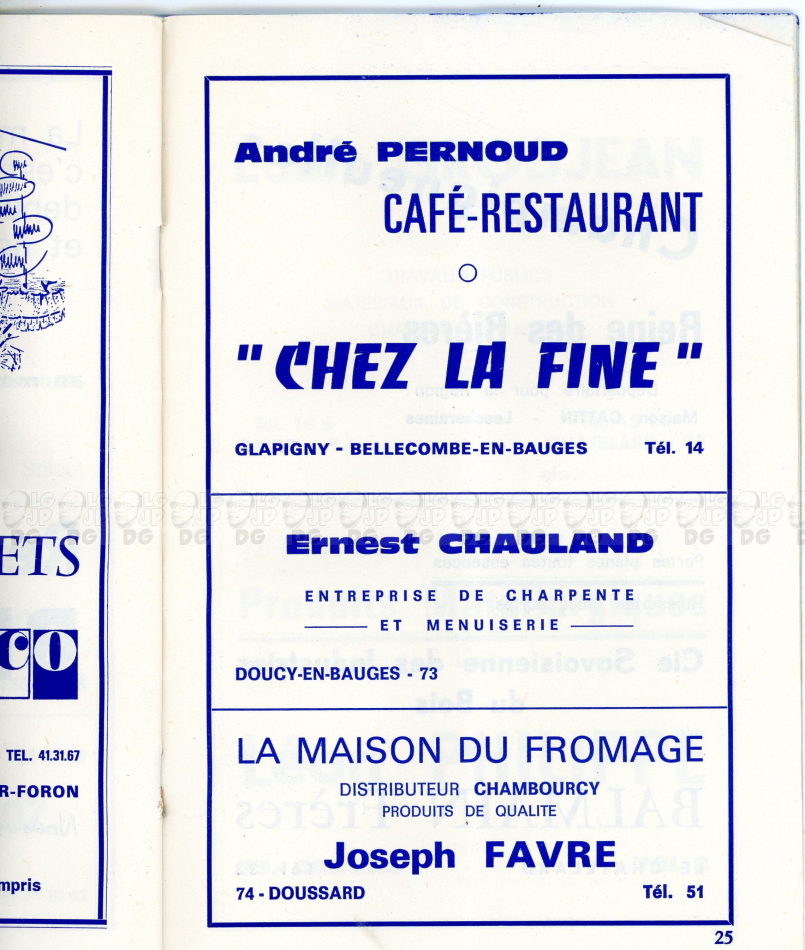 ETS
co
TEL. 41.31.67
R-FORON
mpris
André PERNOUD
CAFÉ-RESTAURANT
" CHEZ LA FINE "
GLAPIGNY - BELLECOMBE-EN-BAUGES Tél. 14
Ernest CHAULAND
ENTREPRISE DE CHARPENTE
ET MENUISERIE
DOUCY-EN-BAUGES - 73
LA MAISON DU FROMAGE
DISTRIBUTEUR CHAMBOURCY
PRODUITS DE QUALITE
Joseph FAVRE
74 - DOUSSARD Tél. 51
25